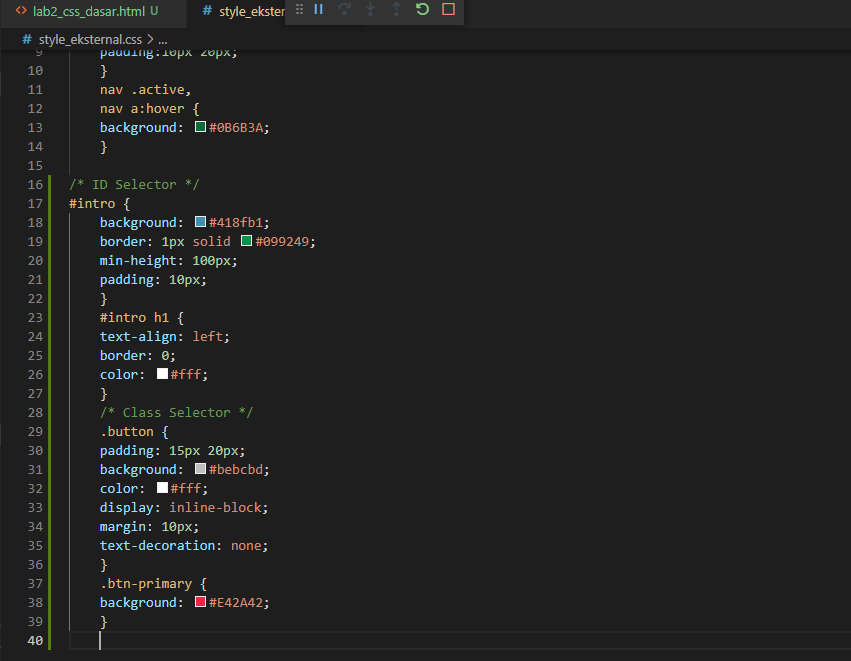 lab2_css_dasar.html U
# style_ekster
# style_eksternal.css > ...
9 padding:10px 20px;
10 }
11 nav .active,
12 nav a:hover {
13 background: #0B6B3A;
14 }
15
16 /* ID Selector */
17 #intro {
18 background: #418fb1;
19 border: 1px solid #099249;
20 min-height: 100px;
21 padding: 10px;
22 }
23 #intro h1 {
24 text-align: left;
25 border: 0;
26 color: #fff;
27 }
28 /* Class Selector */
29 .button {
30 padding: 15px 20px;
31 background: #bebcbd;
32 color: #fff;
33 display: inline-block;
34 margin: 10px;
35 text-decoration: none;
36 }
37 .btn-primary {
38 background: #E42A42;
39 }
40